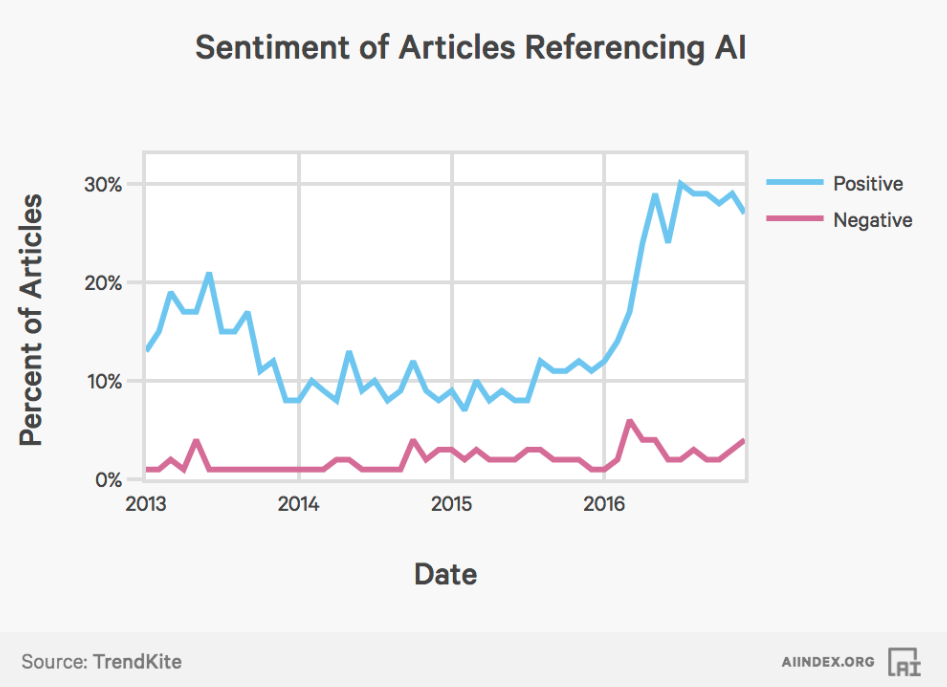 Sentiment of Articles Referencing AI
30%
20%
10%
0%
Percent of Articles
2013
2014
2015
2016
Date
Positive
Negative
Source: TrendKite
AIINDEX.ORG
AI